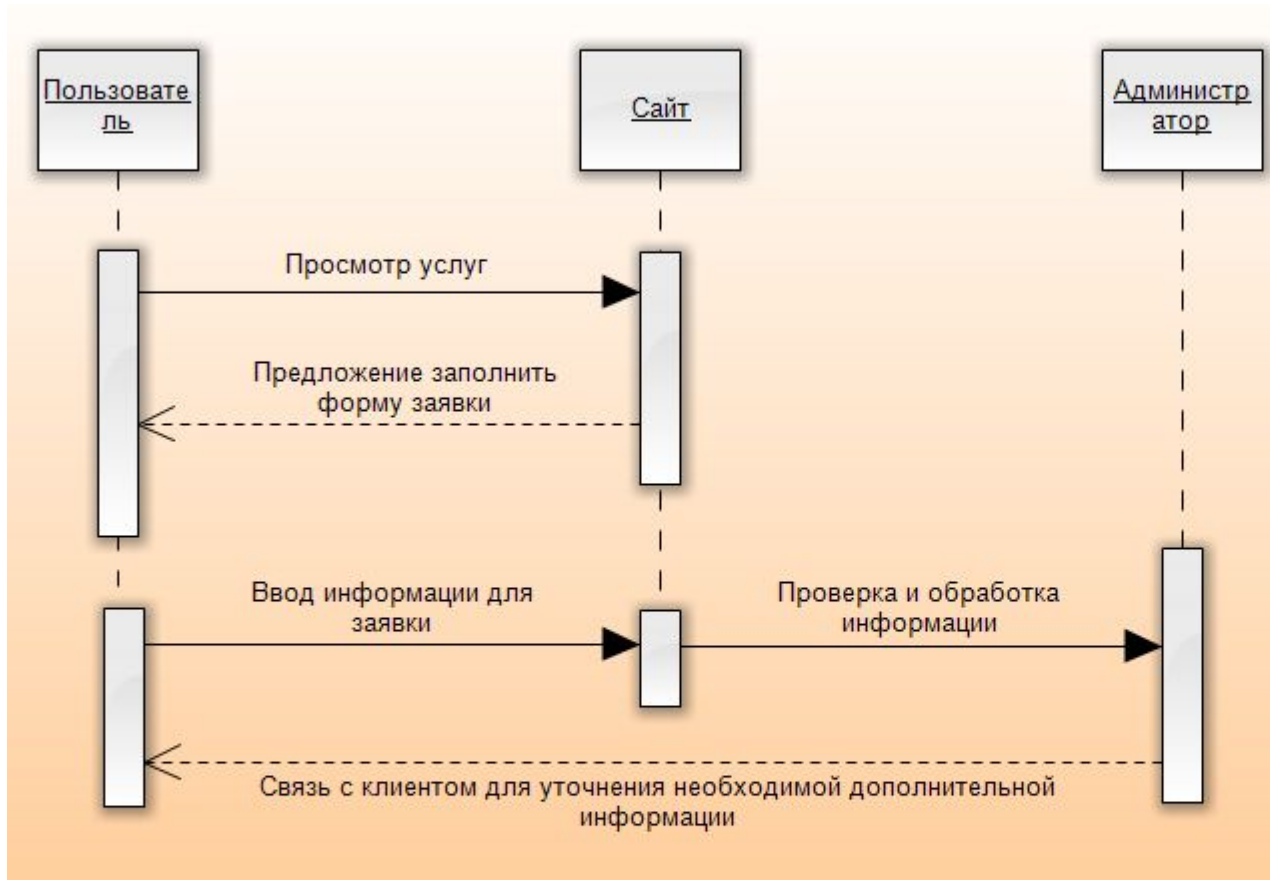 Пользовате
ль
Сайт
Администр
атор
Просмотр услуг
Предложение заполнить
форму заявки
Ввод информации для
заявки
Проверка и обработка
информации
Связь с клиентом для уточнения необходимой дополнительной
информации